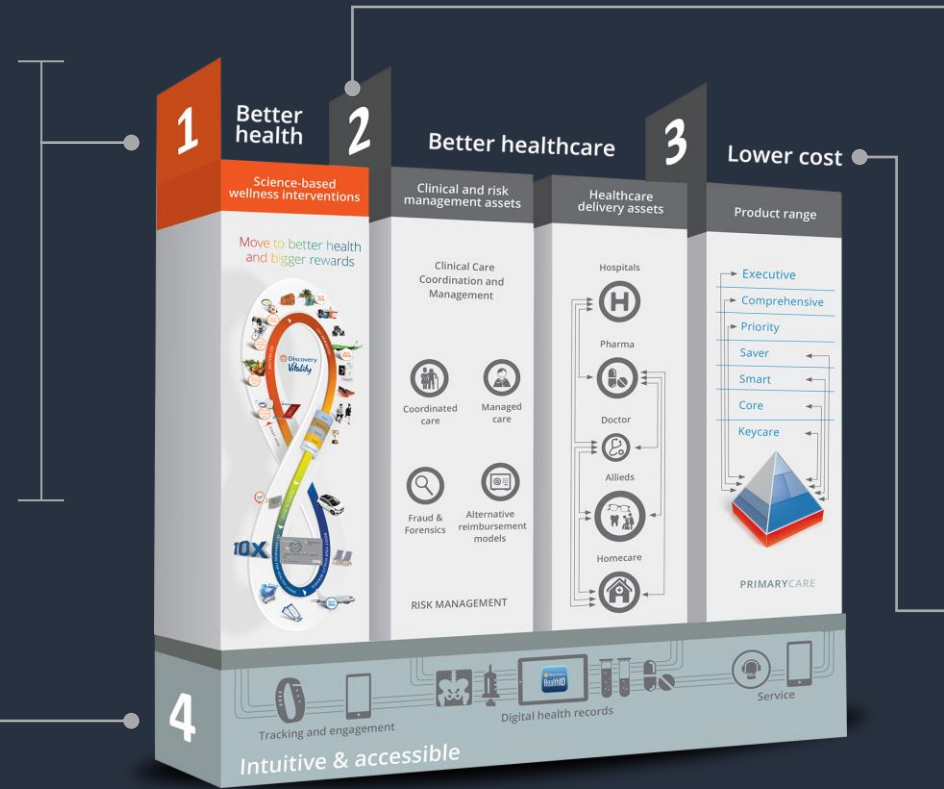 1
Better
health
2
Better healthcare
3
Lower cost
Science-based
wellness interventions
Move to better health
and bigger rewards
Discovery
Vitality
10X
Clinical and risk
management assets
Clinical Care
Coordination and
Management
Coordinated
care
Managed
care
Fraud &
Forensics
Alternative
reimbursement
models
RISK MANAGEMENT
Healthcare
delivery assets
Hospitals
H
Pharma
Doctor
Allieds
Homecare
Product range
Executive
Comprehensive
Priority
Saver
Smart
Core
Keycare
PRIMARYCARE
4
Tracking and engagement
Discovery
HealthID
Digital health records
Service
Intuitive & accessible